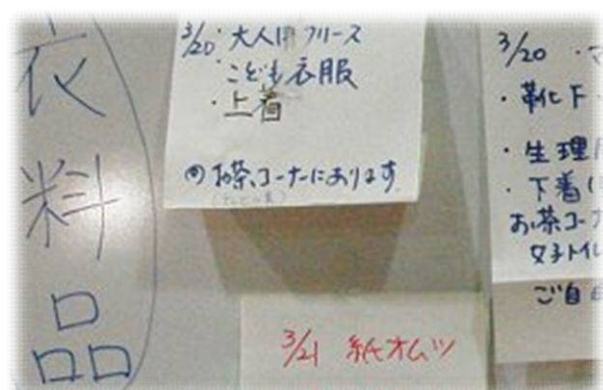 衣料品
3/20・大人用フリース
・こども衣服
・上着
お茶コーナーにあります
3/20 ・
・靴下
・生理用
・下着
お茶コーナ
女子トイレ
ご自
3/21 紙オムツ